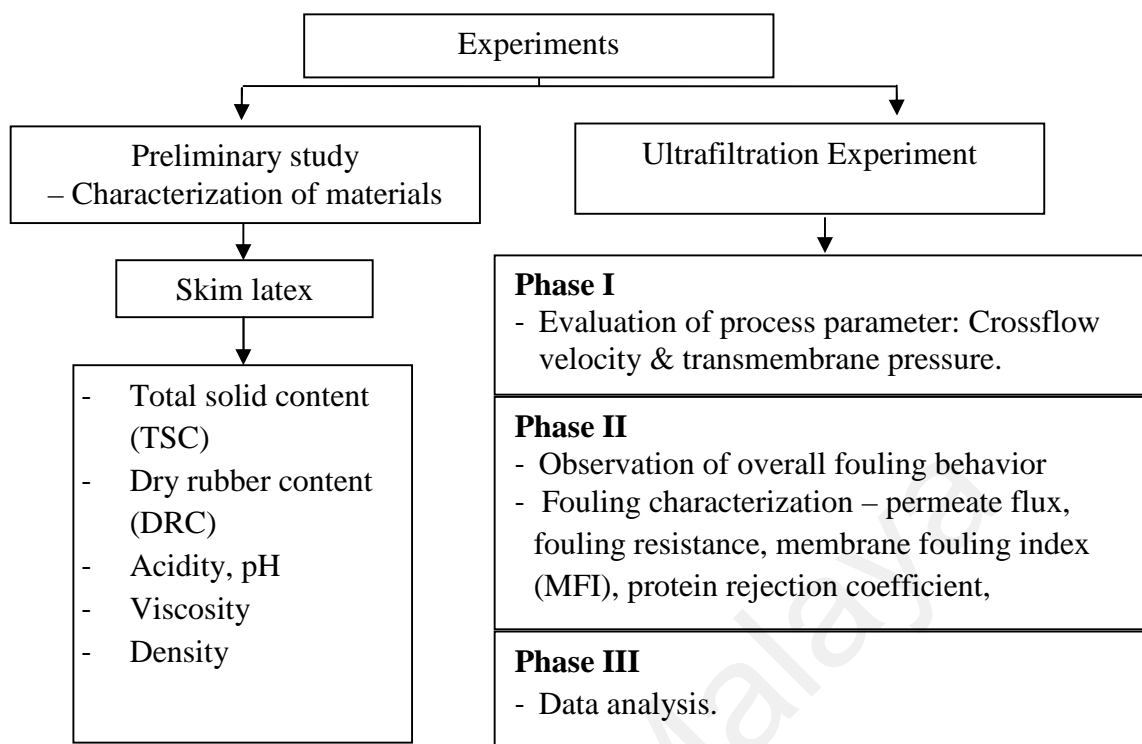 Experiments
Preliminary study
– Characterization of materials
Skim latex
- Total solid content
(TSC)
- Dry rubber content
(DRC)
- Acidity, pH
- Viscosity
- Density
Ultrafiltration Experiment
Phase I
- Evaluation of process parameter: Crossflow
velocity & transmembrane pressure.
Phase II
- Observation of overall fouling behavior
- Fouling characterization – permeate flux,
fouling resistance, membrane fouling index
(MFI), protein rejection coefficient,
Phase III
- Data analysis.
Malaya